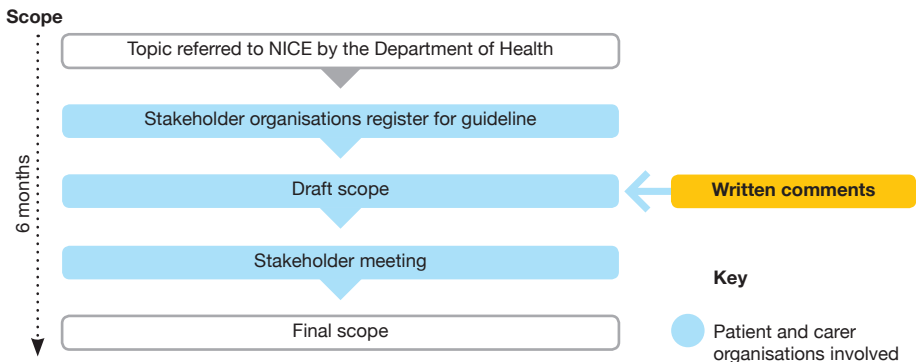 Scope
Topic referred to NICE by the Department of Health
Stakeholder organisations register for guideline
6 months
Draft scope
Written comments
Stakeholder meeting
Key
Final scope
Patient and carer
organisations involved